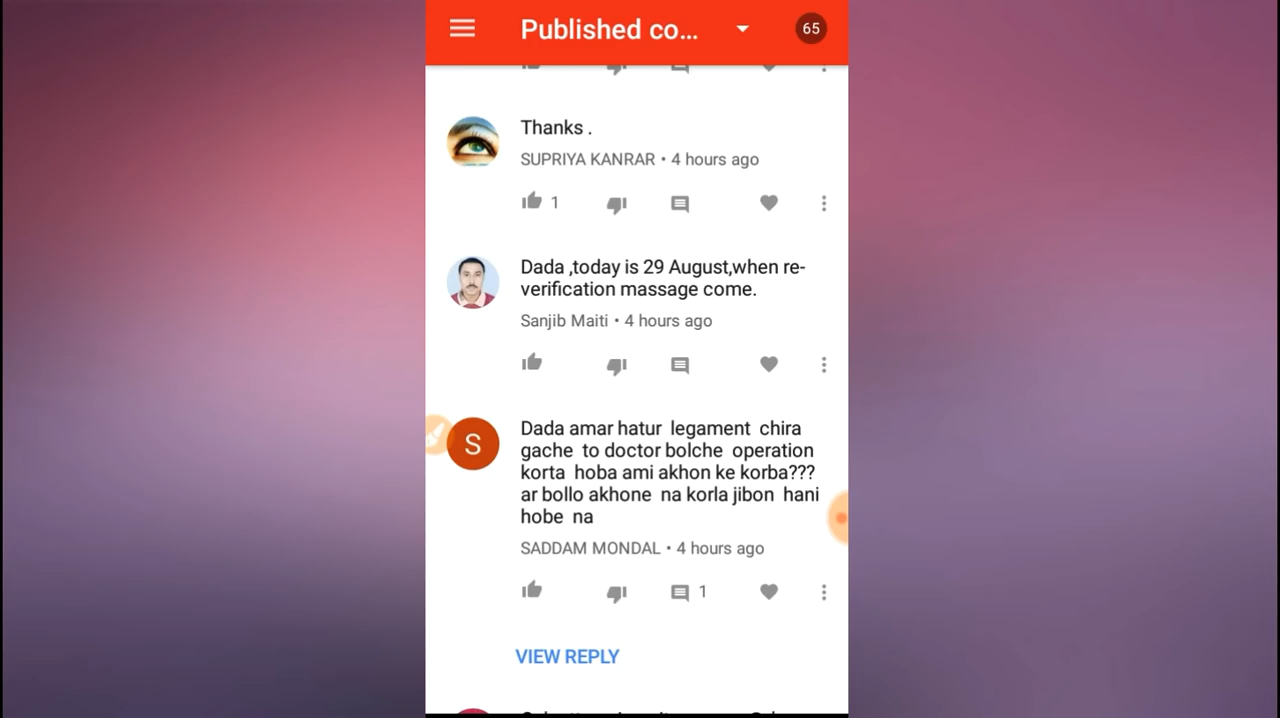 Published co...
65
Thanks .
SUPRIYA KANRAR • 4 hours ago
1
Dada ,today is 29 August,when re-
verification massage come.
Sanjib Maiti • 4 hours ago
S
Dada amar hatur legament chira
gache to doctor bolche operation
korta hoba ami akhon ke korba???
ar bollo akhone na korla jibon hani
hobe na
SADDAM MONDAL • 4 hours ago
1
VIEW REPLY